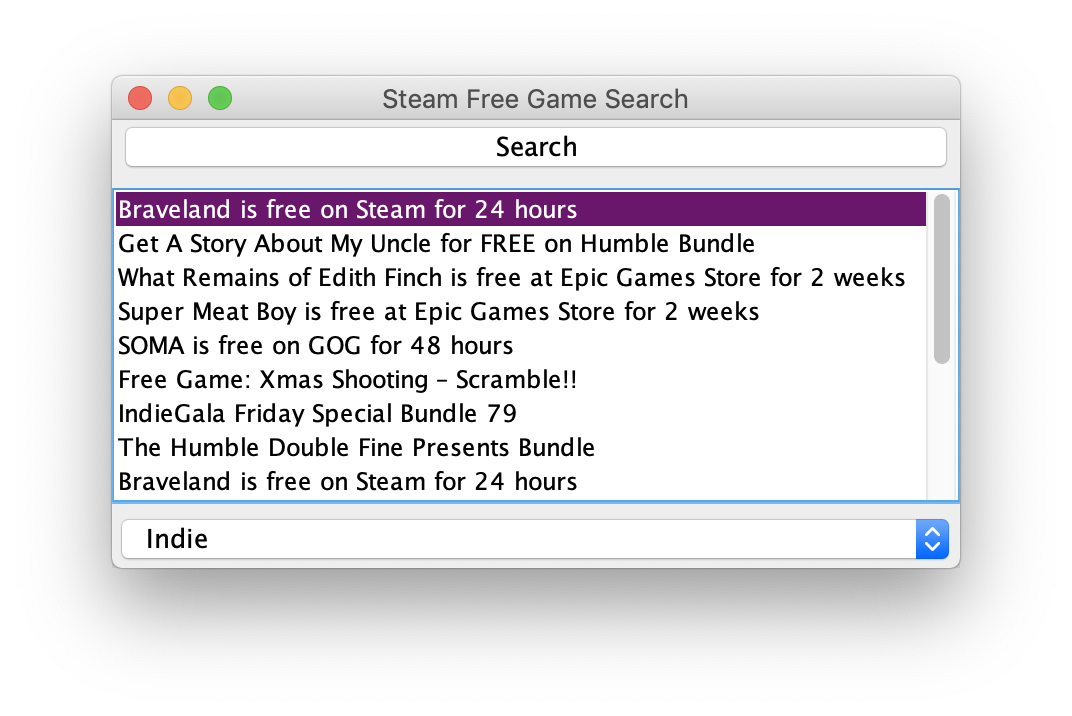 Steam Free Game Search
Search
Braveland is free on Steam for 24 hours
Get A Story About My Uncle for FREE on Humble Bundle
What Remains of Edith Finch is free at Epic Games Store for 2 weeks
Super Meat Boy is free at Epic Games Store for 2 weeks
SOMA is free on GOG for 48 hours
Free Game: Xmas Shooting – Scramble!!
IndieGala Friday Special Bundle 79
The Humble Double Fine Presents Bundle
Braveland is free on Steam for 24 hours
Indie